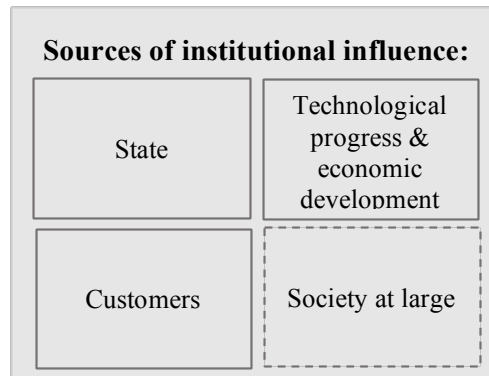 Sources of institutional influence:
State
Technological
progress &
economic
development
Customers
Society at large